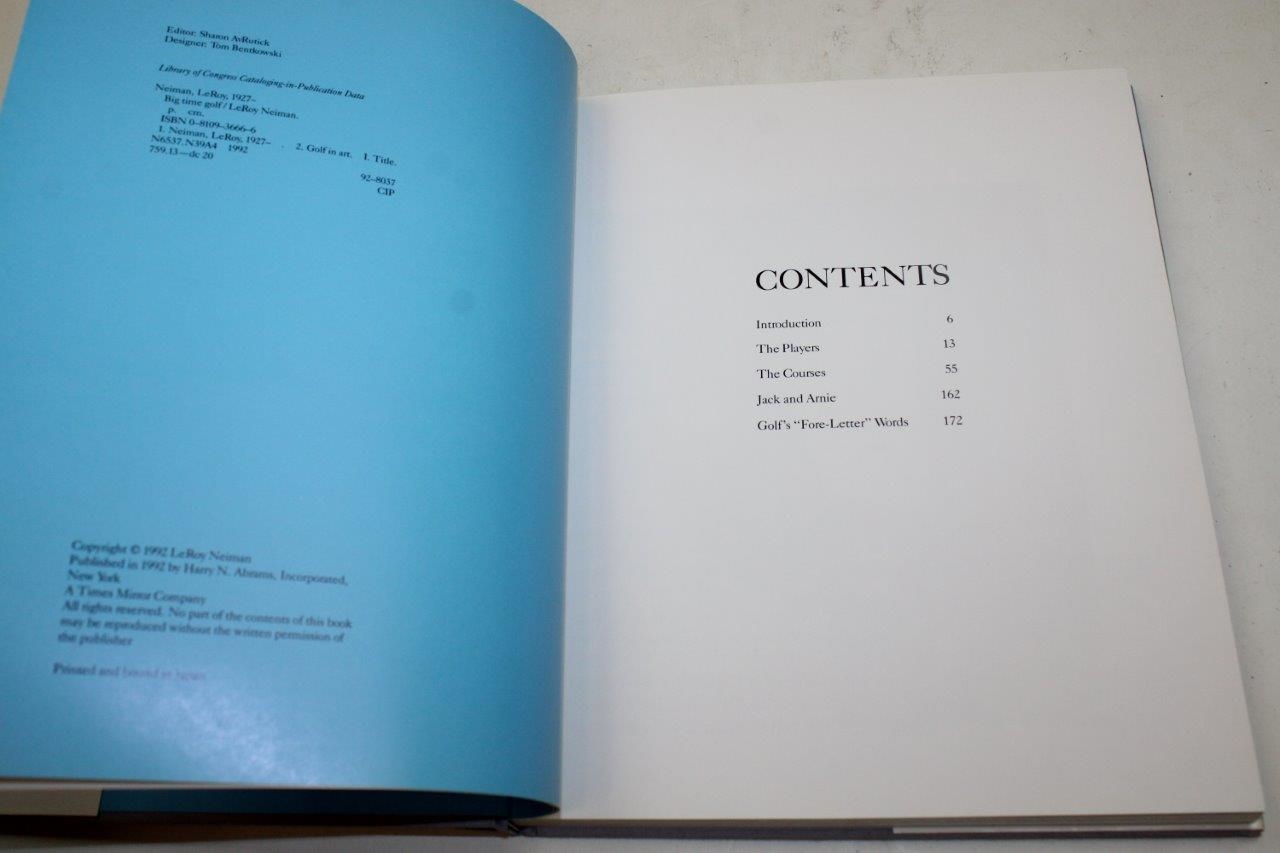 Editor: Sharon AvRutick
Designer: Tom Bentkowski
Library of Congress Cataloging-in-Publication Data
Neiman, LeRoy, 1927–
Big time golf / LeRoy Neiman.
p. cm.
ISBN 0–8109–3666–6
1. Neiman, LeRoy, 1927– . 2. Golf in art. I. Title.
N6537.N39A4 1992
759.13—dc 20
92–8037
CIP
Copyright © 1992 LeRoy Neiman
Published in 1992 by Harry N. Abrams, Incorporated,
New York
A Times Mirror Company
All rights reserved. No part of the contents of this book
may be reproduced without the written permission of
the publisher
Printed and bound in Japan
CONTENTS
Introduction 6
The Players 13
The Courses 55
Jack and Arnie 162
Golf's “Fore-Letter” Words 172